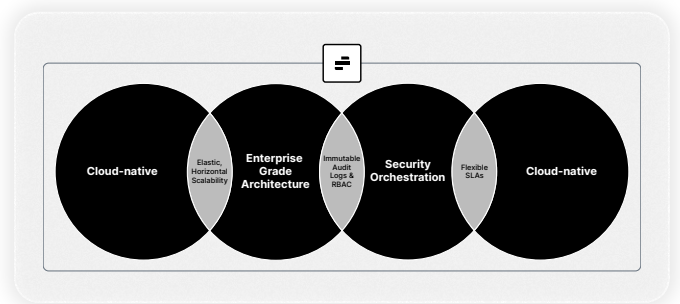 Cloud-native
Elastic,
Horizontal
Scalability
Enterprise
Grade
Architecture
Immutable
Audit
Logs &
RBAC
Security
Orchestration
Flexible
SLAs
Cloud-native